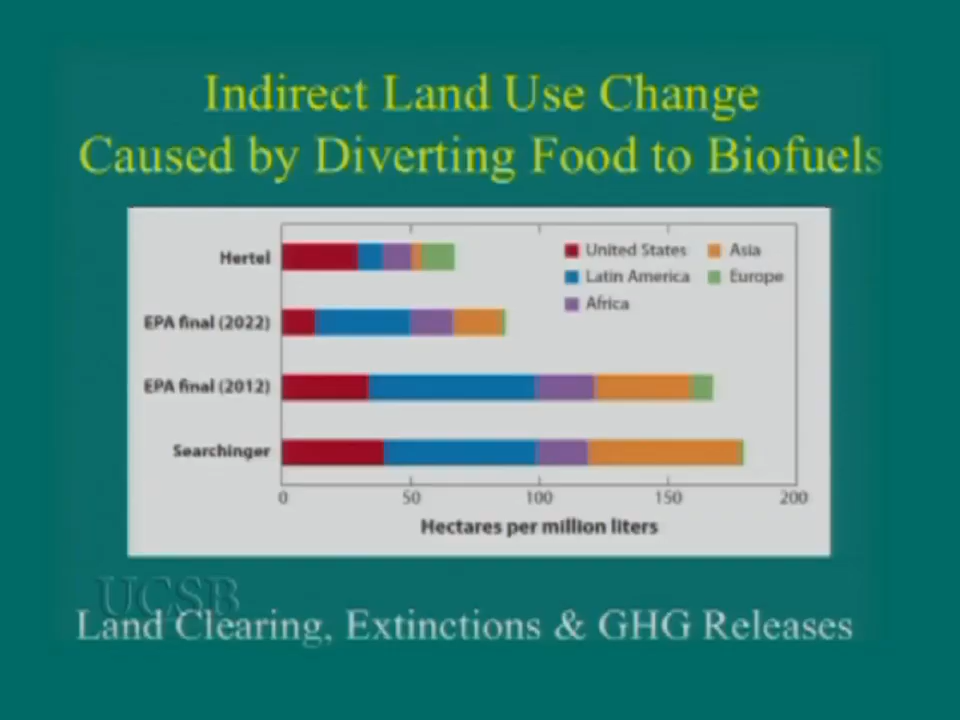 Indirect Land Use Change
Caused by Diverting Food to Biofuels
United States
Asia
Latin America
Europe
Africa
Hertel
EPA final (2022)
EPA final (2012)
Searchinger
0 50 100 150 200
Hectares per million liters
UCSB
Land Clearing, Extinctions & GHG Releases